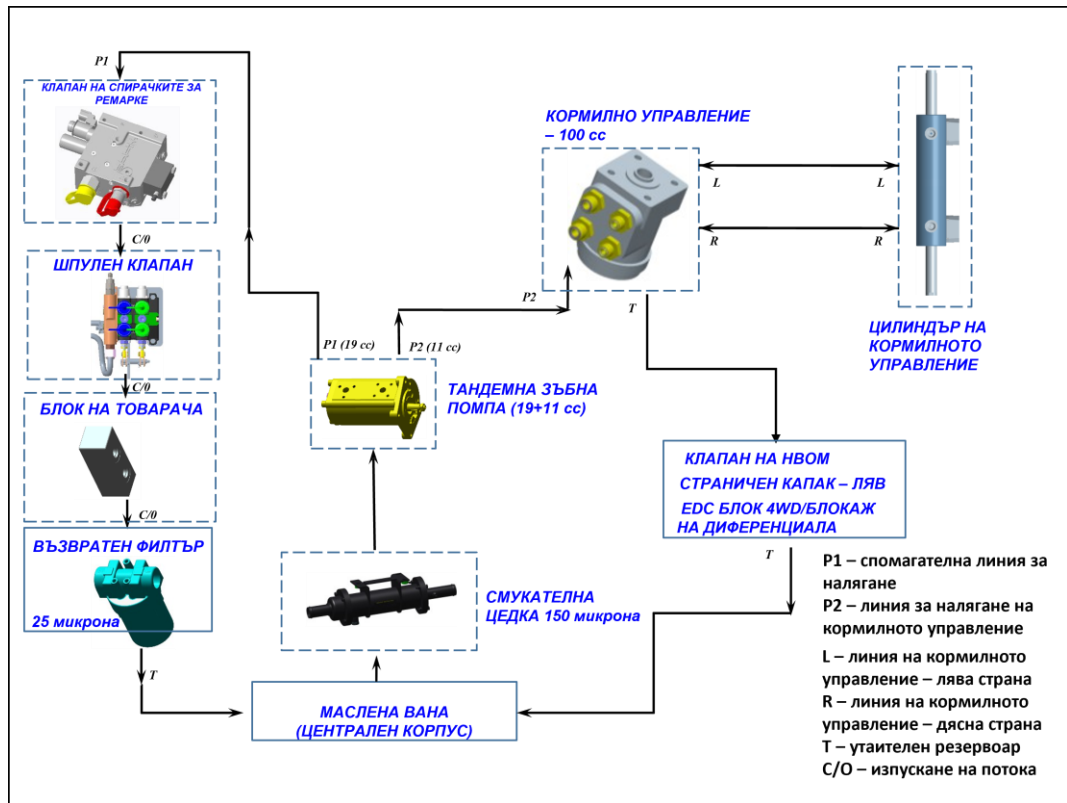 P1
КЛАПАН НА СПИРАЧКИТЕ ЗА
РЕМАРКЕ
C/0
ШПУЛЕН КЛАПАН
C/0
БЛОК НА ТОВАРАЧА
C/0
ВЪЗВРАТЕН ФИЛТЪР
25 микрона
T
P1 (19 cc)
P2 (11 cc)
P2
ТАНДЕМНА ЗЪБНА
ПОМПА (19+11 cc)
СМУКАТЕЛНА
ЦЕДКА 150 микрона
МАСЛЕНА ВАНА
(ЦЕНТРАЛЕН КОРПУС)
КОРМИЛНО УПРАВЛЕНИЕ
– 100 cc
L
L
R
R
T
ЦИЛИНДЪР НА
КОРМИЛНОТО
УПРАВЛЕНИЕ
КЛАПАН НА НВОМ
СТРАНИЧЕН КАПАК – ЛЯВ
EDC БЛОК 4WD/БЛОКАЖ
НА ДИФЕРЕНЦИАЛА
T
P1 – спомагателна линия за
налягане
P2 – линия за налягане на
кормилното управление
L – линия на кормилното
управление – лява страна
R – линия на кормилното
управление – дясна страна
T – утаителен резервоар
C/O – изпускане на потока